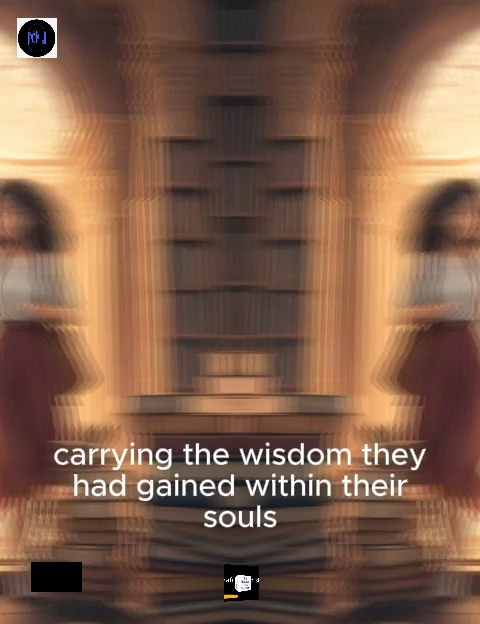 carrying the wisdom they
had gained within their
souls